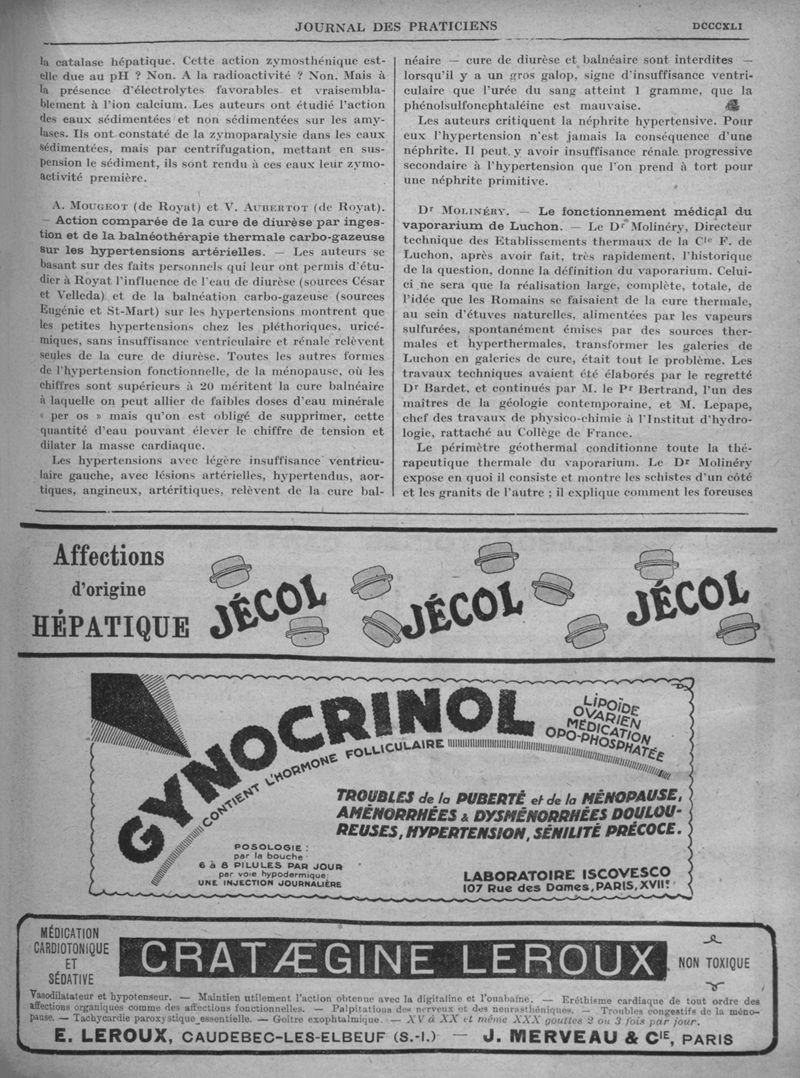 JOURNAL DES PRATICIENS
DCCCXLI
la catalase hépatique. Cette action zymosthénique est-
elle due au pH ? Non. A la radioactivité ? Non. Mais à
la présence d'électrolytes favorables et vraisembla-
blement à l'ion calcium. Les auteurs ont étudié l'action
des eaux sédimentées et non sédimentées sur les amy-
lases. Ils ont constaté de la zymoparalysie dans les eaux
sédimentées, mais par centrifugation, mettant en sus-
pension le sédiment, ils sont rendu à ces eaux leur zymo-
activité première.
A. MOUGEOT (de Royat) et V. AUBERTOT (de Royat).
— Action comparée de la cure de diurèse par inges-
tion et de la balnéothérapie thermale carbo-gazeuse
sur les hypertensions artérielles. — Les auteurs se
basant sur des faits personnels qui leur ont permis d'étu-
dier à Royat l'influence de l'eau de diurèse (sources César
et Velleda) et de la balnéation carbo-gazeuse (sources
Eugénie et St-Mart) sur les hypertensions montrent que
les petites hypertensions chez les pléthoriques, uricé-
miques, sans insuffisance ventriculaire et rénale relèvent
seules de la cure de diurèse. Toutes les autres formes
de l'hypertension fonctionnelle, de la ménopause, où les
chiffres sont supérieurs à 20 méritent la cure balnéaire
à laquelle on peut allier de faibles doses d'eau minérale
« per os » mais qu'on est obligé de supprimer, cette
quantité d'eau pouvant élever le chiffre de tension et
dilater la masse cardiaque.
Les hypertensions avec légère insuffisance ventricu-
laire gauche, avec lésions artérielles, hypertendus, aor-
tiques, angineux, artéritiques, relèvent de la cure bal-
néaire — cure de diurèse et balnéaire sont interdites —
lorsqu'il y a un gros galop, signe d'insuffisance ventri-
culaire que l'urée du sang atteint 1 gramme, que la
phénolsulfonephtaléine est mauvaise.
Les auteurs critiquent la néphrite hypertensive. Pour
eux l'hypertension n'est jamais la conséquence d'une
néphrite. Il peut y avoir insuffisance rénale progressive
secondaire à l'hypertension que l'on prend à tort pour
une néphrite primitive.
Dr MOLINÉRY. — Le fonctionnement médical du
vaporarium de Luchon. — Le Dr Molinéry, Directeur
technique des Etablissements thermaux de la Cie F. de
Luchon, après avoir fait, très rapidement, l'historique
de la question, donne la définition du vaporarium. Celui-
ci ne sera que la réalisation large, complète, totale, de
l'idée que les Romains se faisaient de la cure thermale,
au sein d'étuves naturelles, alimentées par les vapeurs
sulfurées, spontanément émises par des sources ther-
males et hyperthermales, transformer les galeries de
Luchon en galeries de cure, était tout le problème. Les
travaux techniques avaient été élaborés par le regretté
Dr Bardet, et continués par M. le Pr Bertrand, l'un des
maîtres de la géologie contemporaine, et M. Lepape,
chef des travaux de physico-chimie à l'Institut d'hydro-
logie, rattaché au Collège de France.
Le périmètre géothermal conditionne toute la thé-
rapeutique thermale du vaporarium. Le Dr Molinéry
expose en quoi il consiste et montre les schistes d'un côté
et les granits de l'autre ; il explique comment les foreuses
Affections
d'origine
HÉPATIQUE
JÉCOL
JÉCOL
JÉCOL
GYNOCRINOL
CONTIENT L'HORMONE FOLLICULAIRE
LIPOÏDE
OVARIEN
MÉDICATION
OPO-PHOSPHATÉE
TROUBLES de la PUBERTÉ et de la MÉNOPAUSE,
AMÉNORRHÉES & DYSMÉNORRHÉES DOULOU-
REUSES, HYPERTENSION, SÉNILITÉ PRÉCOCE.
POSOLOGIE :
par la bouche
6 à 8 PILULES PAR JOUR
par voie hypodermique
UNE INJECTION JOURNALIÈRE
LABORATOIRE ISCOVESCO
107 Rue des Dames, PARIS, XVIIe
MÉDICATION
CARDIOTONIQUE
ET
SÉDATIVE
CRATÆGINE LEROUX
NON TOXIQUE
Vasodilatateur et hypotenseur. — Maintien utilement l'action obtenue avec la digitaline et l'ouabaïne. — Eréthisme cardiaque de tout ordre des
affections organiques comme des affections fonctionnelles. — Palpitations des nerveux et des neurasthéniques. — Troubles congestifs de la méno-
pause. — Tachycardie paroxystique essentielle. — Goitre exophtalmique. — XV à XX et même XXX gouttes 2 ou 3 fois par jour.
E. LEROUX, CAUDEBEC-LES-ELBEUF (S.-I.) — J. MERVEAU & CIE, PARIS